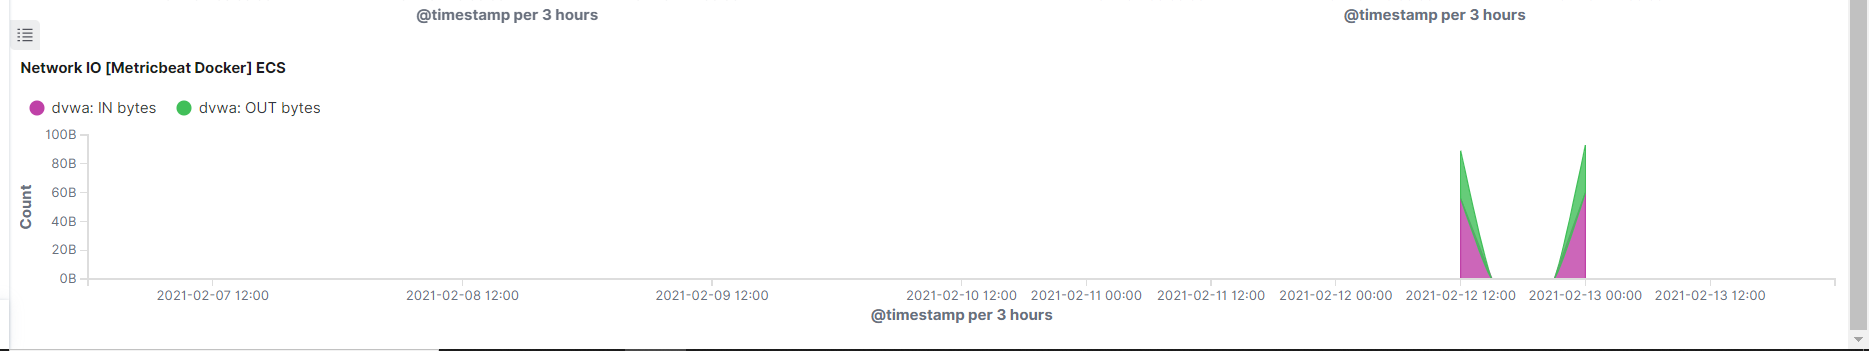 @timestamp per 3 hours @timestamp per 3 hours
Network IO [Metricbeat Docker] ECS
dvwa: IN bytes dvwa: OUT bytes
100B
80B
60B
40B
20B
0B
Count
2021-02-07 12:00 2021-02-08 12:00 2021-02-09 12:00 2021-02-10 12:00 2021-02-11 00:00 2021-02-11 12:00 2021-02-12 00:00 2021-02-12 12:00 2021-02-13 00:00 2021-02-13 12:00
@timestamp per 3 hours